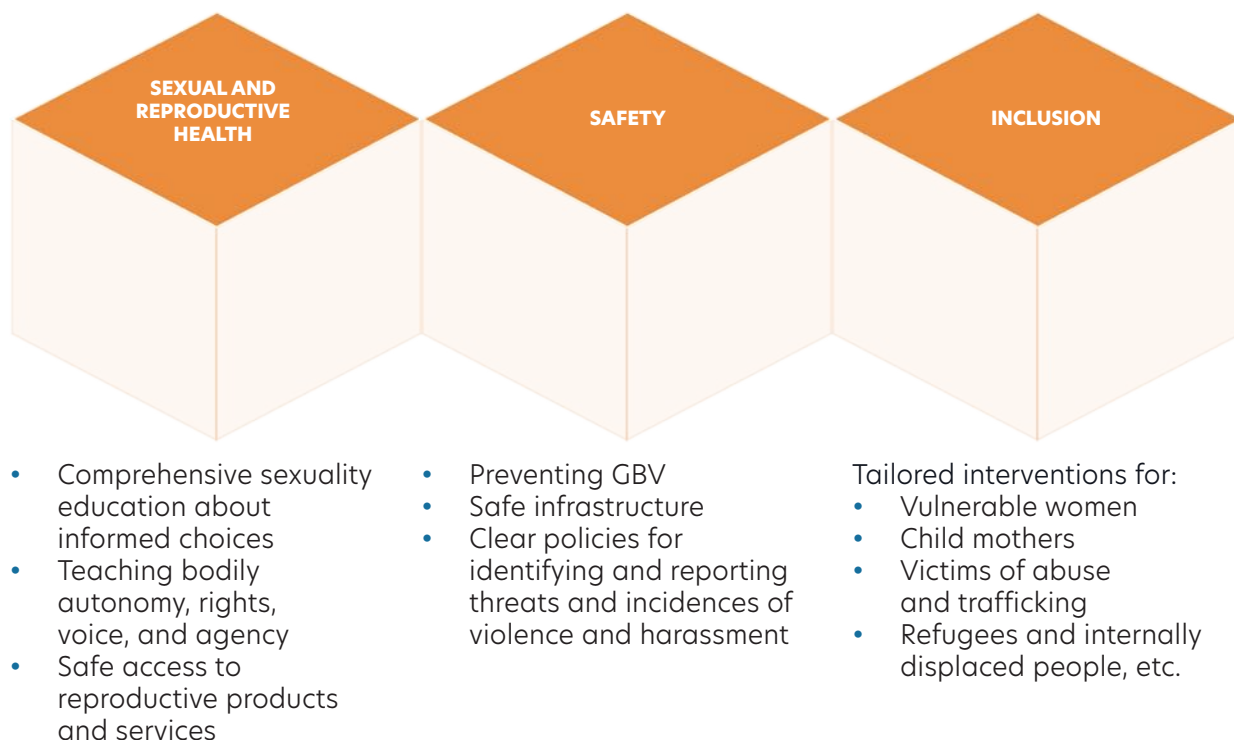 SEXUAL AND
REPRODUCTIVE
HEALTH
SAFETY
INCLUSION
• Comprehensive sexuality
education about
informed choices
• Teaching bodily
autonomy, rights,
voice, and agency
• Safe access to
reproductive products
and services
• Preventing GBV
• Safe infrastructure
• Clear policies for
identifying and reporting
threats and incidences of
violence and harassment
Tailored interventions for:
• Vulnerable women
• Child mothers
• Victims of abuse
and trafficking
• Refugees and internally
displaced people, etc.